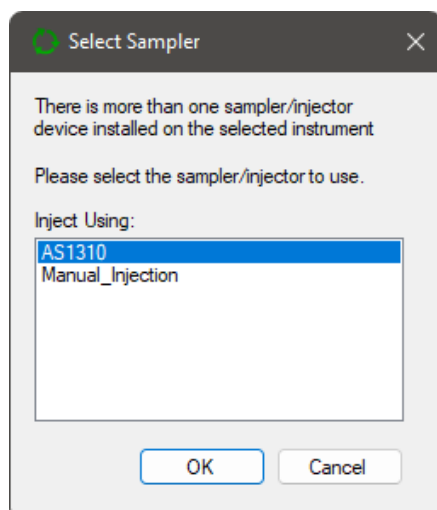 Select Sampler
There is more than one sampler/injector
device installed on the selected instrument
Please select the sampler/injector to use.
Inject Using:
AS1310
Manual_Injection
OK
Cancel